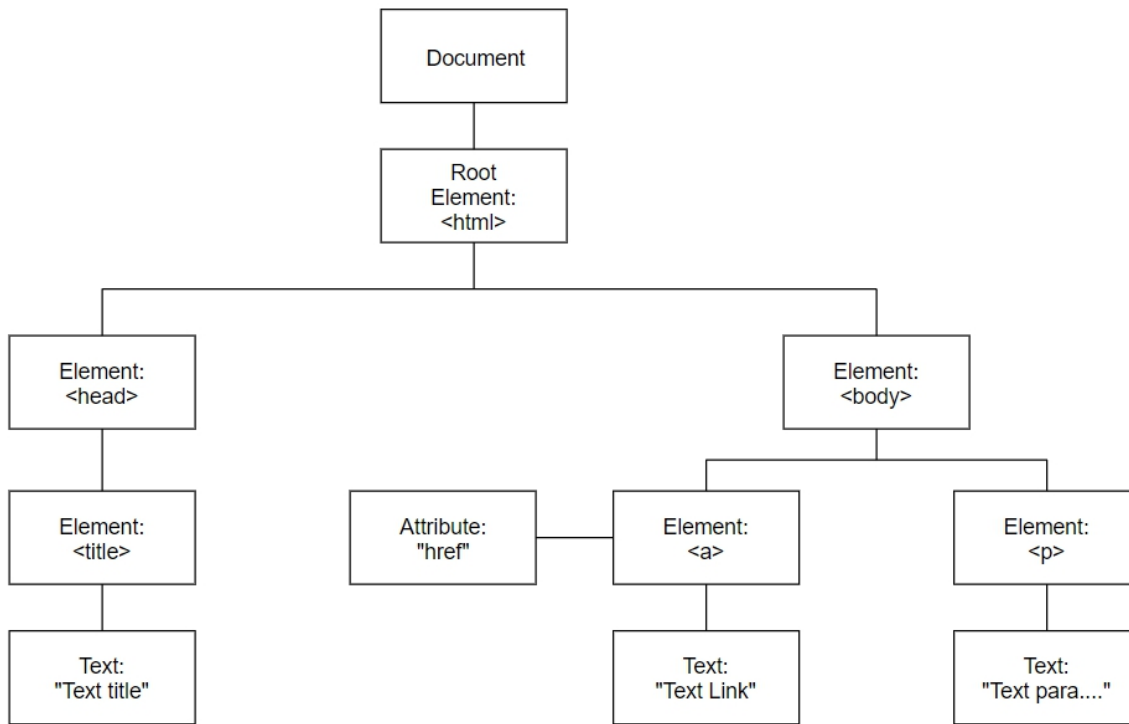 Document
Root
Element:
<html>
Element:
<head>
Element:
<body>
Element:
<title>
Attribute:
"href"
Element:
<a>
Element:
<p>
Text:
"Text title"
Text:
"Text Link"
Text:
"Text para...."